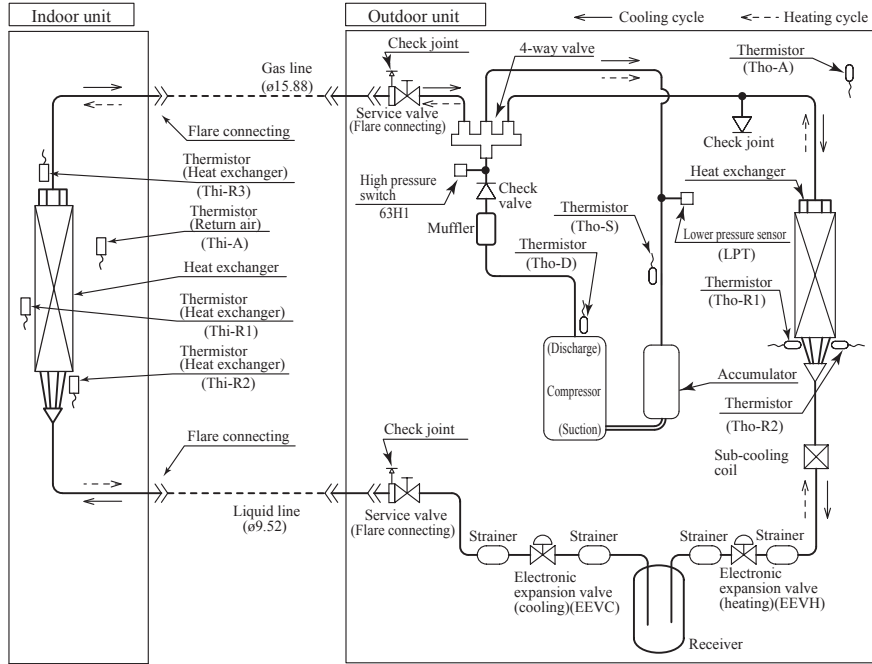 Indoor unit
Outdoor unit
Cooling cycle
Heating cycle
Check joint
4-way valve
Thermistor
(Tho-A)
Gas line
(ø15.88)
Service valve
(Flare connecting)
Flare connecting
Check joint
Thermistor
(Heat exchanger)
(Thi-R3)
High pressure
switch
63H1
Check
valve
Heat exchanger
Thermistor
(Return air)
(Thi-A)
Muffler
Thermistor
(Tho-S)
Lower pressure sensor
(LPT)
Thermistor
(Tho-D)
Heat exchanger
Thermistor
(Tho-R1)
Thermistor
(Heat exchanger)
(Thi-R1)
(Discharge)
Compressor
(Suction)
Thermistor
(Heat exchanger)
(Thi-R2)
Accumulator
Thermistor
(Tho-R2)
Flare connecting
Check joint
Sub-cooling
coil
Liquid line
(ø9.52)
Service valve
(Flare connecting)
Strainer
Strainer
Strainer
Strainer
Electronic
expansion valve
(cooling)(EEVC)
Electronic
expansion valve
(heating)(EEVH)
Receiver